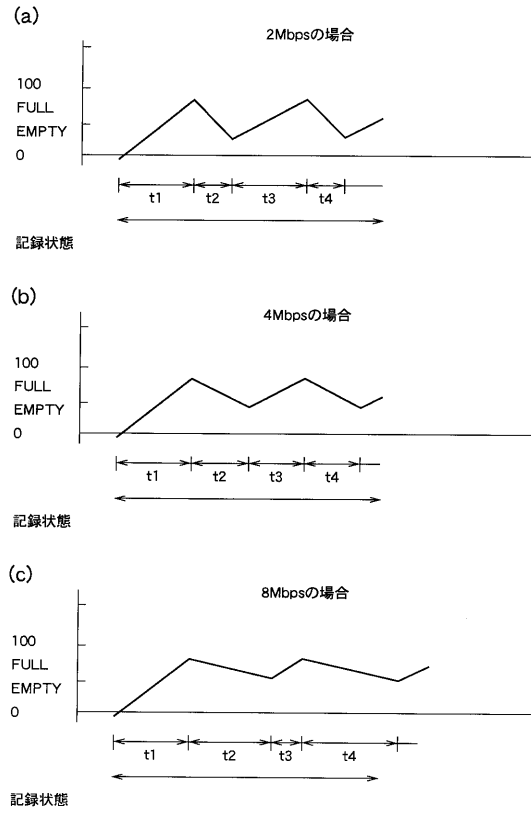 (a)
2Mbpsの場合
100
FULL
EMPTY
0
t1 t2 t3 t4
記録状態
(b)
4Mbpsの場合
100
FULL
EMPTY
0
t1 t2 t3 t4
記録状態
(c)
8Mbpsの場合
100
FULL
EMPTY
0
t1 t2 t3 t4
記録状態